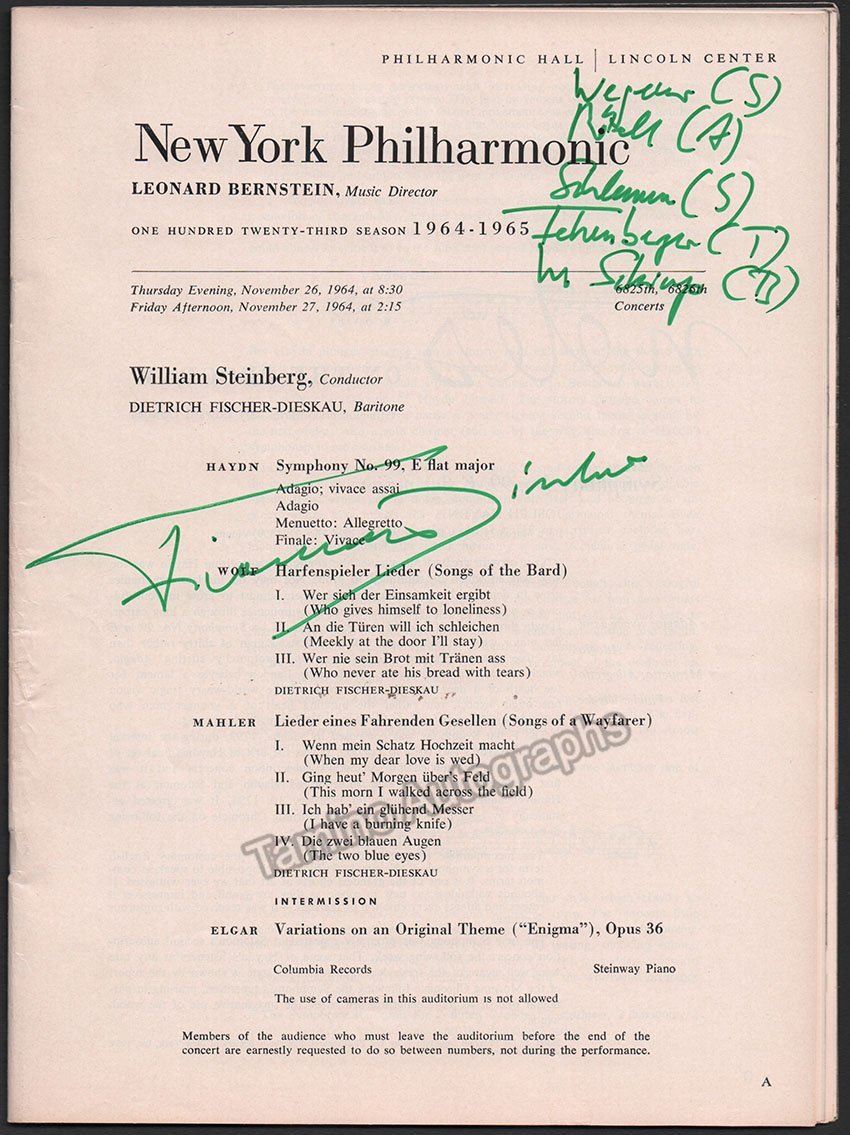 PHILHARMONIC HALL | LINCOLN CENTER
(S)
(A)
New York Philharmonic
LEONARD BERNSTEIN, Music Director
(S)
ONE HUNDRED TWENTY-THIRD SEASON 1964-1965
Fehenberger (T)
(B)
Thursday Evening, November 26, 1964, at 8:30 6825th, 6826th
Friday Afternoon, November 27, 1964, at 2:15 Concerts
William Steinberg, Conductor
DIETRICH FISCHER-DIESKAU, Baritone
HAYDN Symphony No. 99, E flat major
Adagio; vivace assai
Adagio
Menuetto: Allegretto
Finale: Vivace
WOLF Harfenspieler Lieder (Songs of the Bard)
I. Wer sich der Einsamkeit ergibt
(Who gives himself to loneliness)
II. An die Türen will ich schleichen
(Meekly at the door I'll stay)
III. Wer nie sein Brot mit Tränen ass
(Who never ate his bread with tears)
DIETRICH FISCHER-DIESKAU
MAHLER Lieder eines Fahrenden Gesellen (Songs of a Wayfarer)
I. Wenn mein Schatz Hochzeit macht
(When my dear love is wed)
II. Ging heut' Morgen über's Feld
(This morn I walked across the field)
III. Ich hab' ein glühend Messer
(I have a burning knife)
IV. Die zwei blauen Augen
(The two blue eyes)
DIETRICH FISCHER-DIESKAU
Tamino Autographs
INTERMISSION
ELGAR Variations on an Original Theme (“Enigma”), Opus 36
Columbia Records Steinway Piano
The use of cameras in this auditorium is not allowed
Members of the audience who must leave the auditorium before the end of the
concert are earnestly requested to do so between numbers, not during the performance.
A